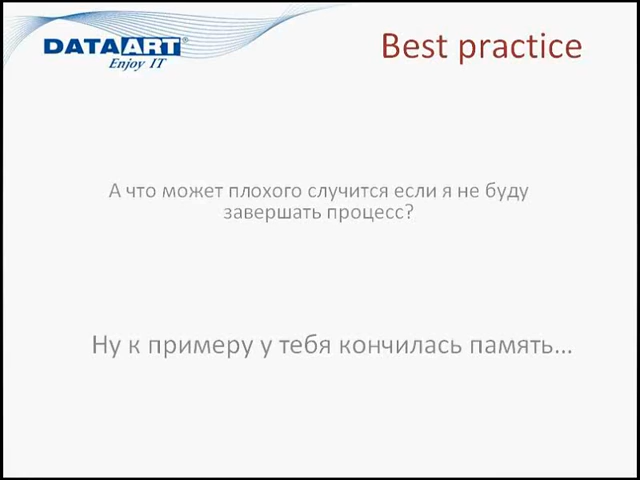 DATAART®
Enjoy IT
Best practice
А что может плохого случится если я не буду
завершать процесс?
Ну к примеру у тебя кончилась память...